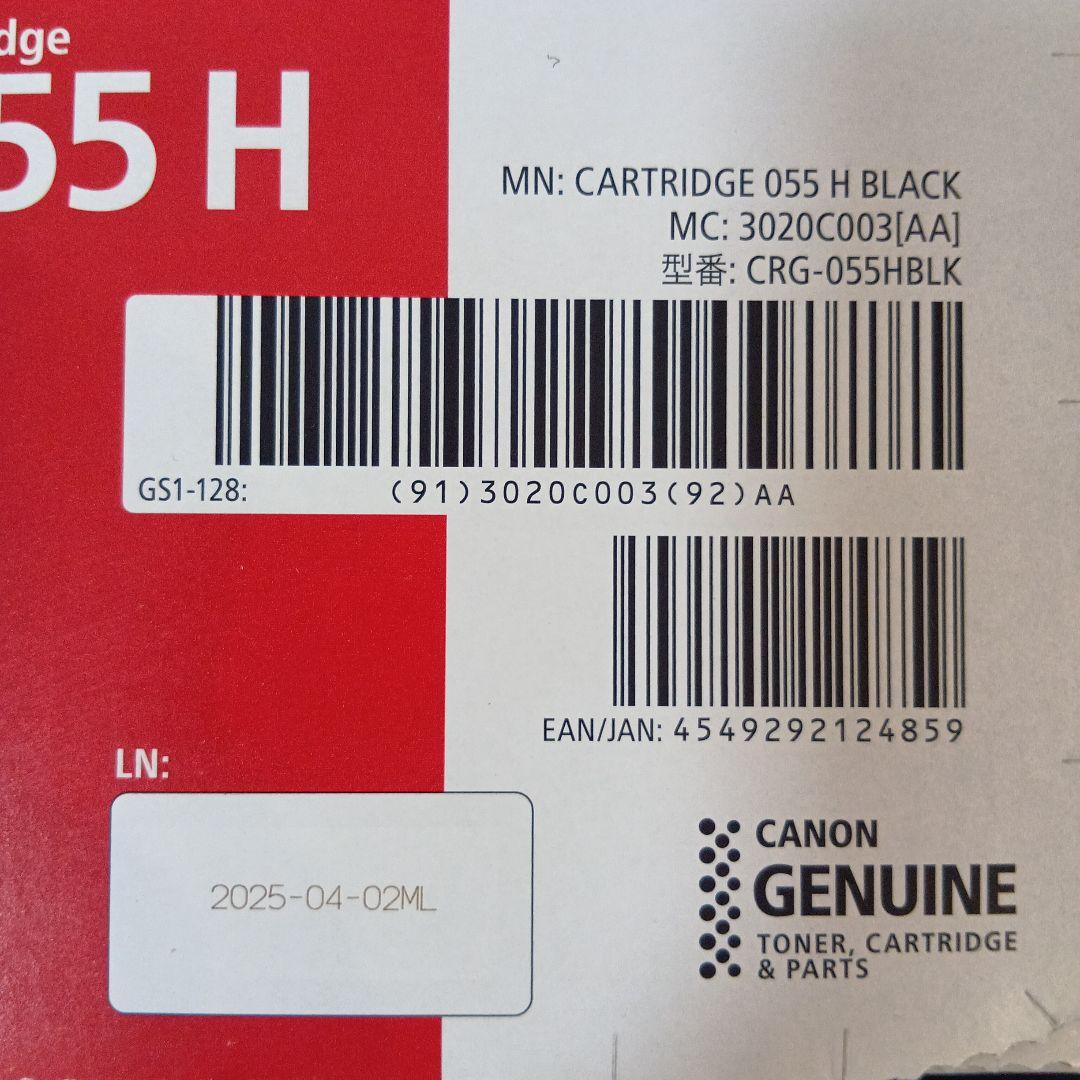 dge
55 H
MN: CARTRIDGE 055 H BLACK
MC: 3020C003[AA]
型番: CRG-055HBLK
GS1-128: (91)3020C003(92)AA
EAN/JAN: 4549292124859
LN:
2025-04-02ML
CANON
GENUINE
TONER, CARTRIDGE
& PARTS